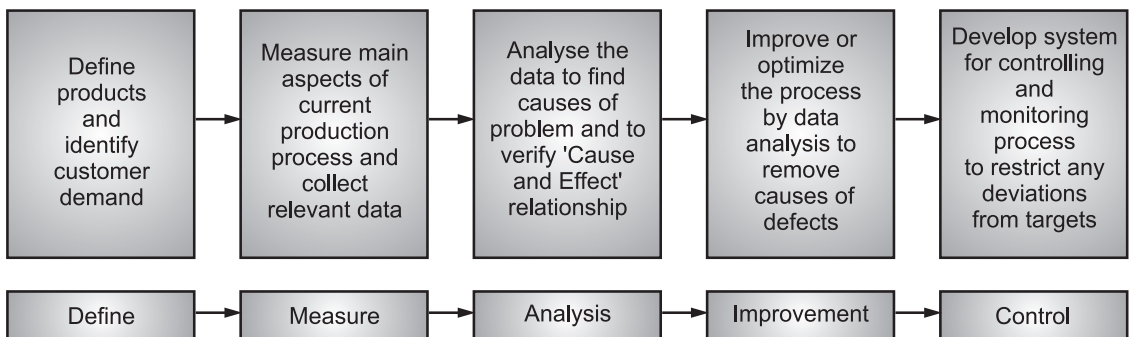 Define
products
and
identify
customer
demand
Measure main
aspects of
current
production
process and
collect
relevant data
Analyse the
data to find
causes of
problem and to
verify 'Cause
and Effect'
relationship
Improve or
optimize
the process
by data
analysis to
remove
causes of
defects
Develop system
for controlling
and
monitoring
process
to restrict any
deviations
from targets
Define
Measure
Analysis
Improvement
Control